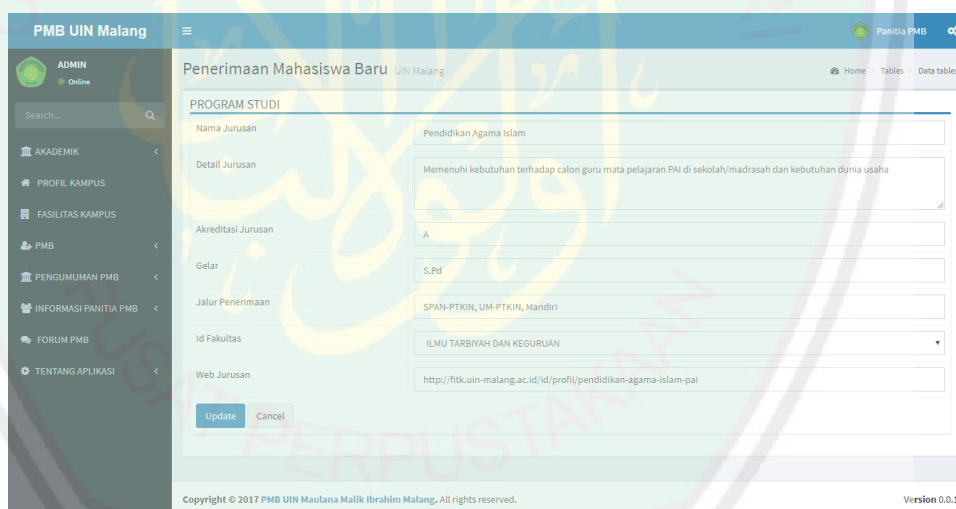 PMB UIN Malang
Panitia PMB
ADMIN
Online
Penerimaan Mahasiswa Baru UIN Malang
Home > Tables > Data tables
Search...
PROGRAM STUDI
AKADEMIK
PROFIL KAMPUS
FASILITAS KAMPUS
PMB
PENGUMUMAN PMB
INFORMASI PANITIA PMB
FORUM PMB
TENTANG APLIKASI
Nama Jurusan Pendidikan Agama Islam
Detail Jurusan Memenuhi kebutuhan terhadap calon guru mata pelajaran PAI di sekolah/madrasah dan kebutuhan dunia usaha
Akreditasi Jurusan A
Gelar S.Pd
Jalur Penerimaan SPAN-PTKIN, UM-PTKIN, Mandiri
Id Fakultas ILMU TARBIYAH DAN KEGURUAN
Web Jurusan http://fitk.uin-malang.ac.id/id/profil/pendidikan-agama-islam-pai
Update Cancel
PUSAT PERPUSTAKAAN
Copyright © 2017 PMB UIN Maulana Malik Ibrahim Malang. All rights reserved.
Version 0.0.1